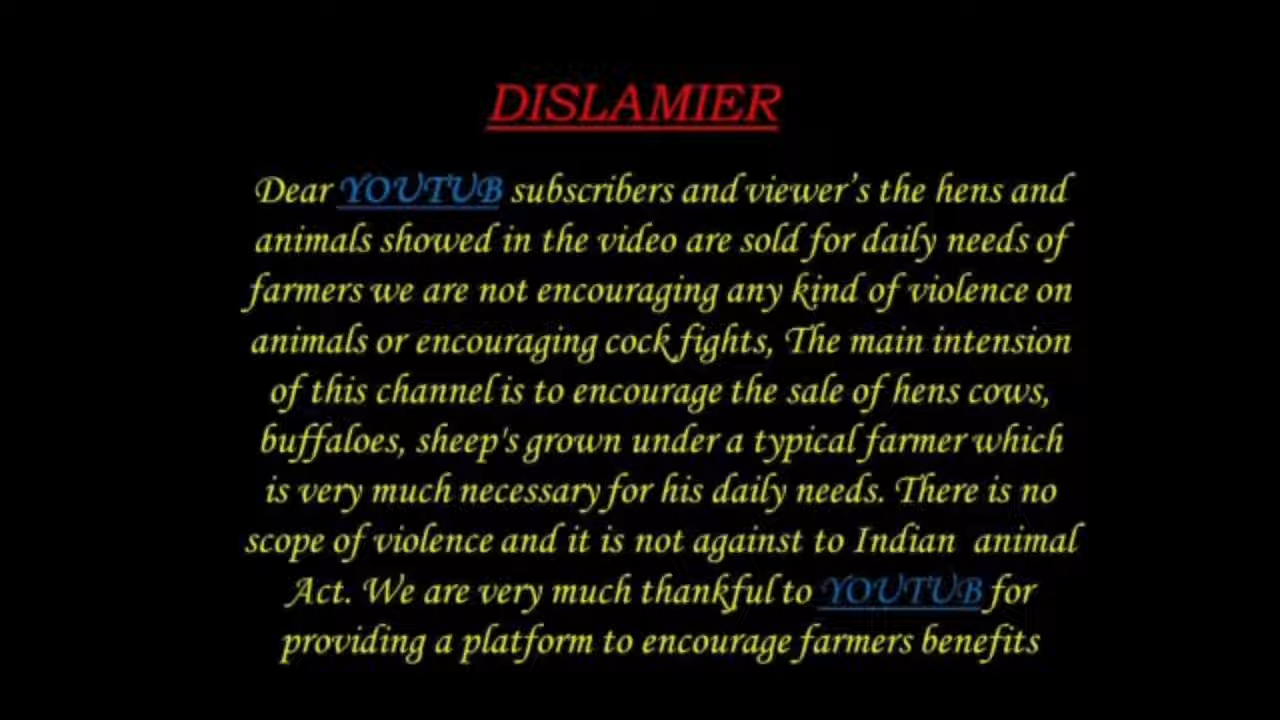 DISLAMIER
Dear YOUTUB subscribers and viewer's the hens and
animals showed in the video are sold for daily needs of
farmers we are not encouraging any kind of violence on
animals or encouraging cock fights, The main intension
of this channel is to encourage the sale of hens cows,
buffaloes, sheep's grown under a typical farmer which
is very much necessary for his daily needs. There is no
scope of violence and it is not against to Indian animal
Act. We are very much thankful to YOUTUB for
providing a platform to encourage farmers benefits